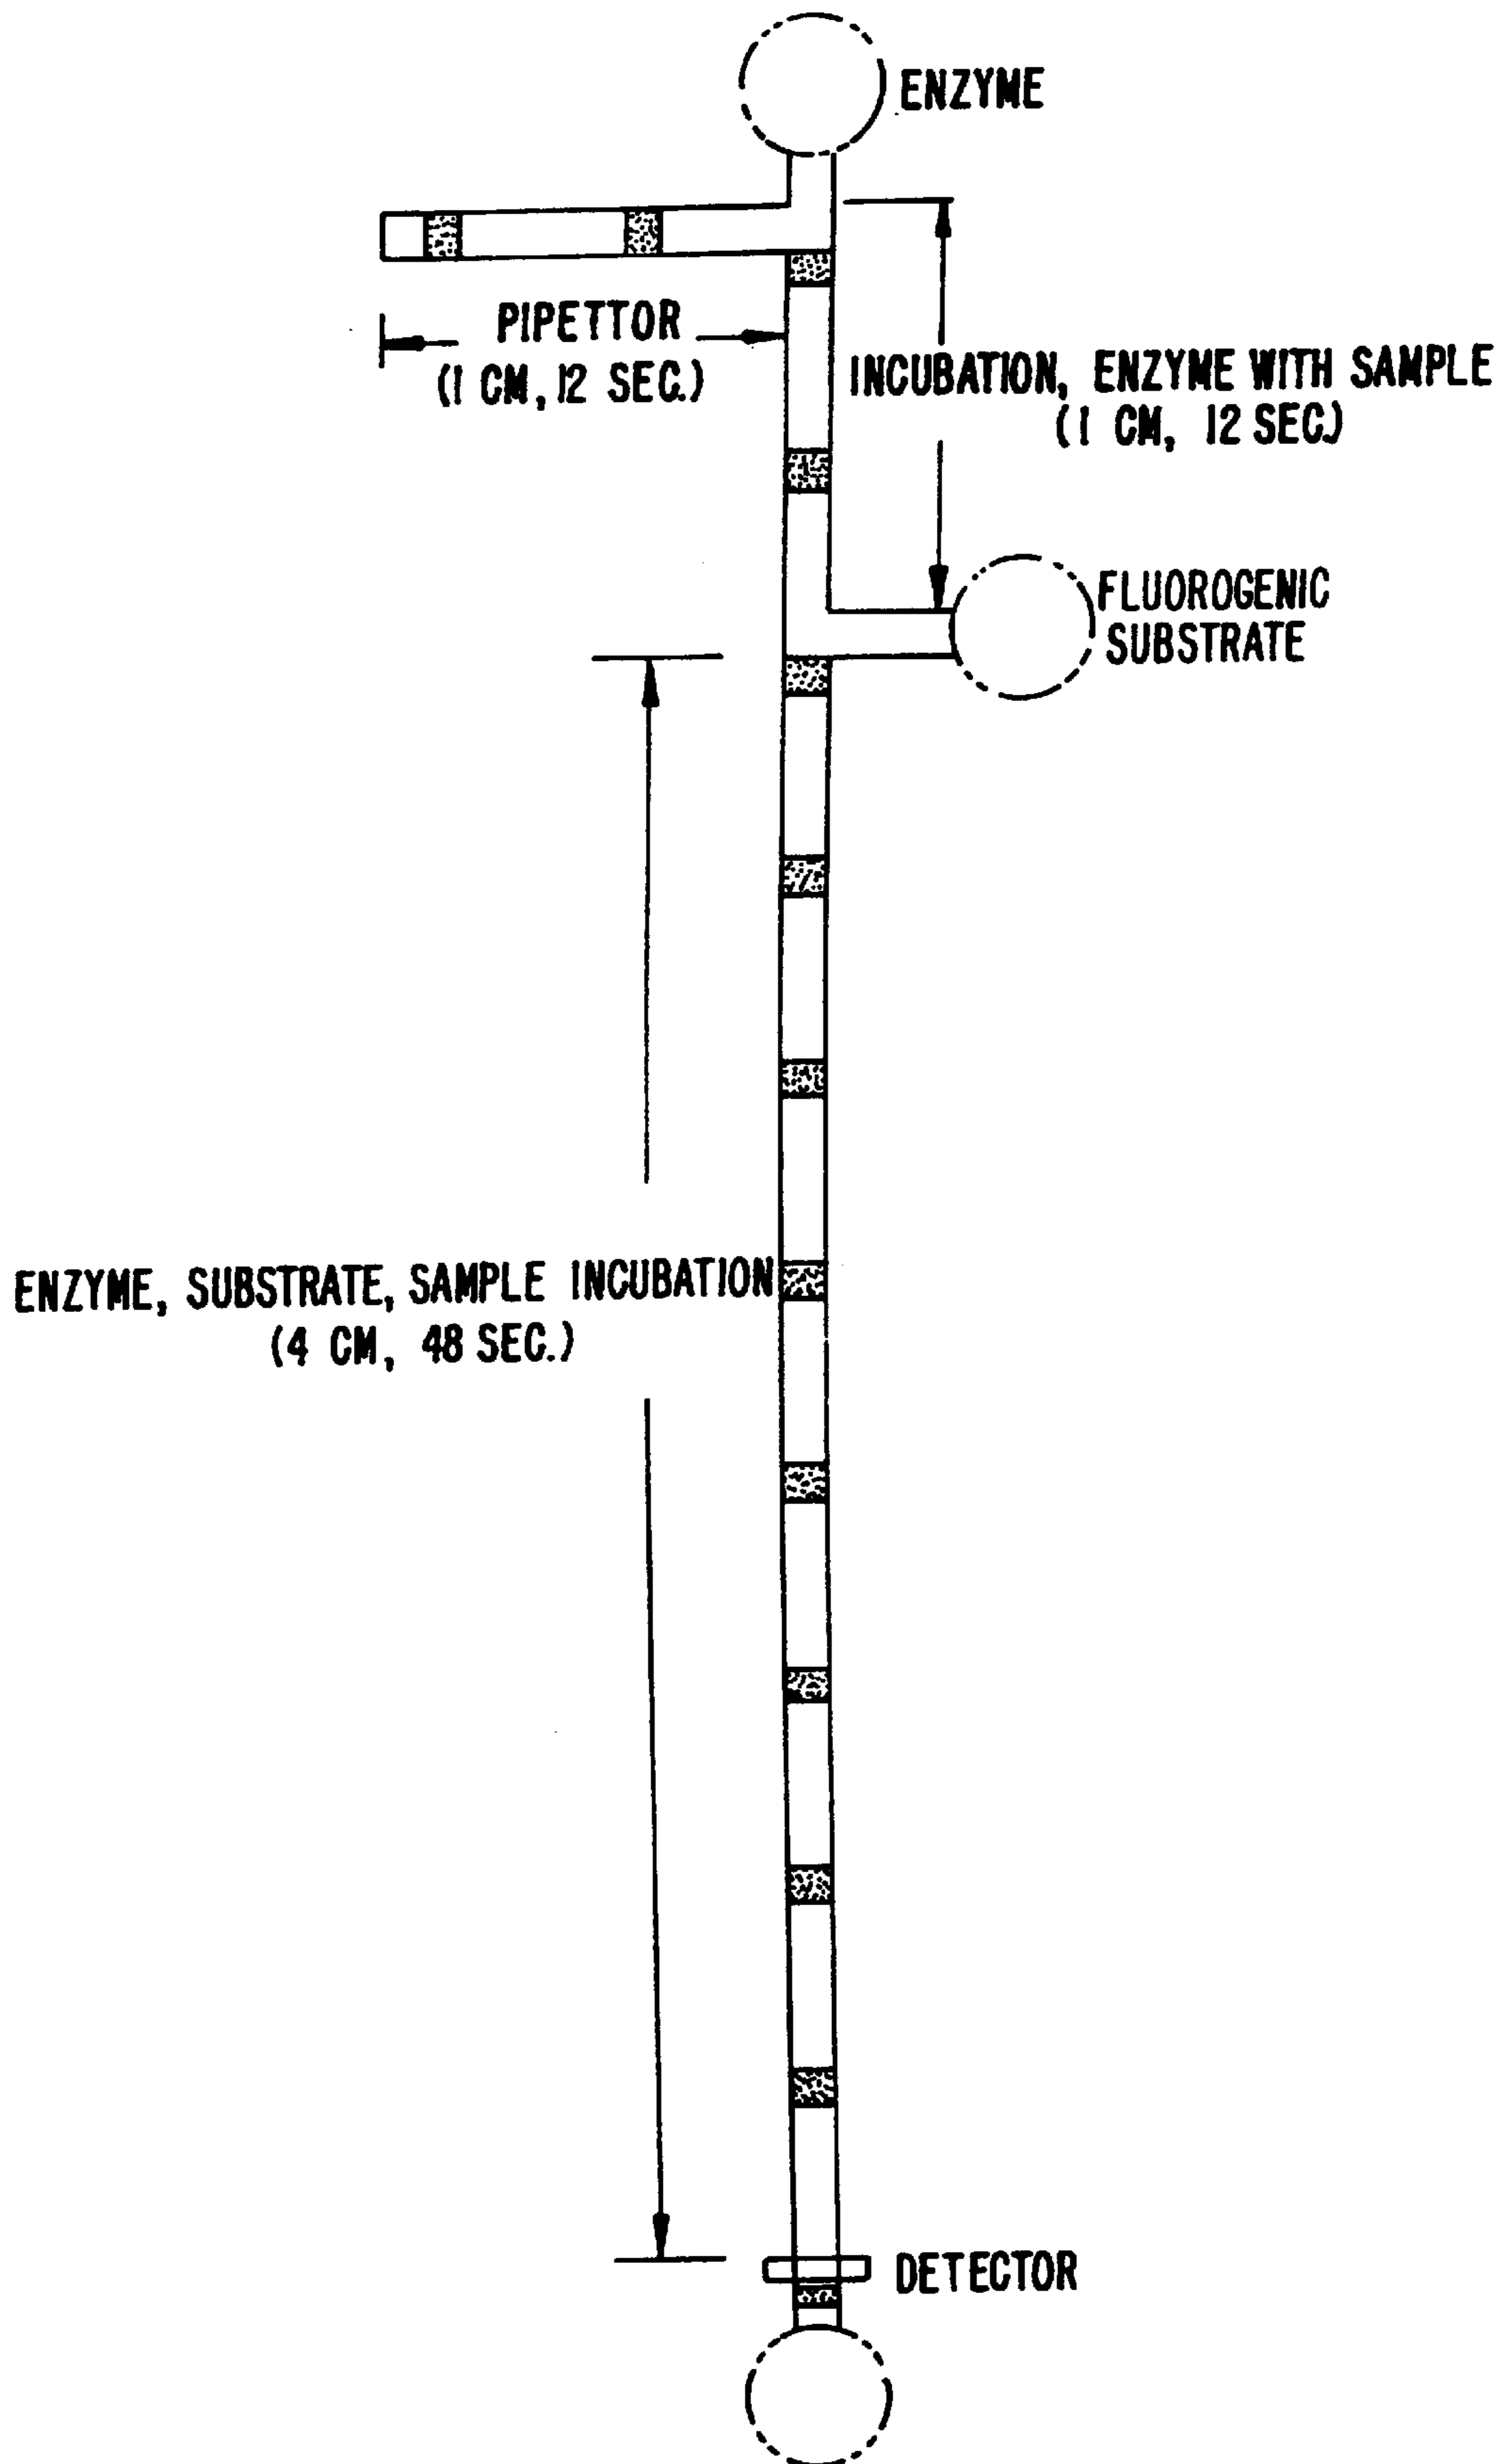 ENZYME
PIPETTOR
(1 CM, 12 SEC.)
INCUBATION, ENZYME WITH SAMPLE
(1 CM, 12 SEC.)
FLUOROGENIC
SUBSTRATE
ENZYME, SUBSTRATE, SAMPLE INCUBATION
(4 CM, 48 SEC.)
DETECTOR